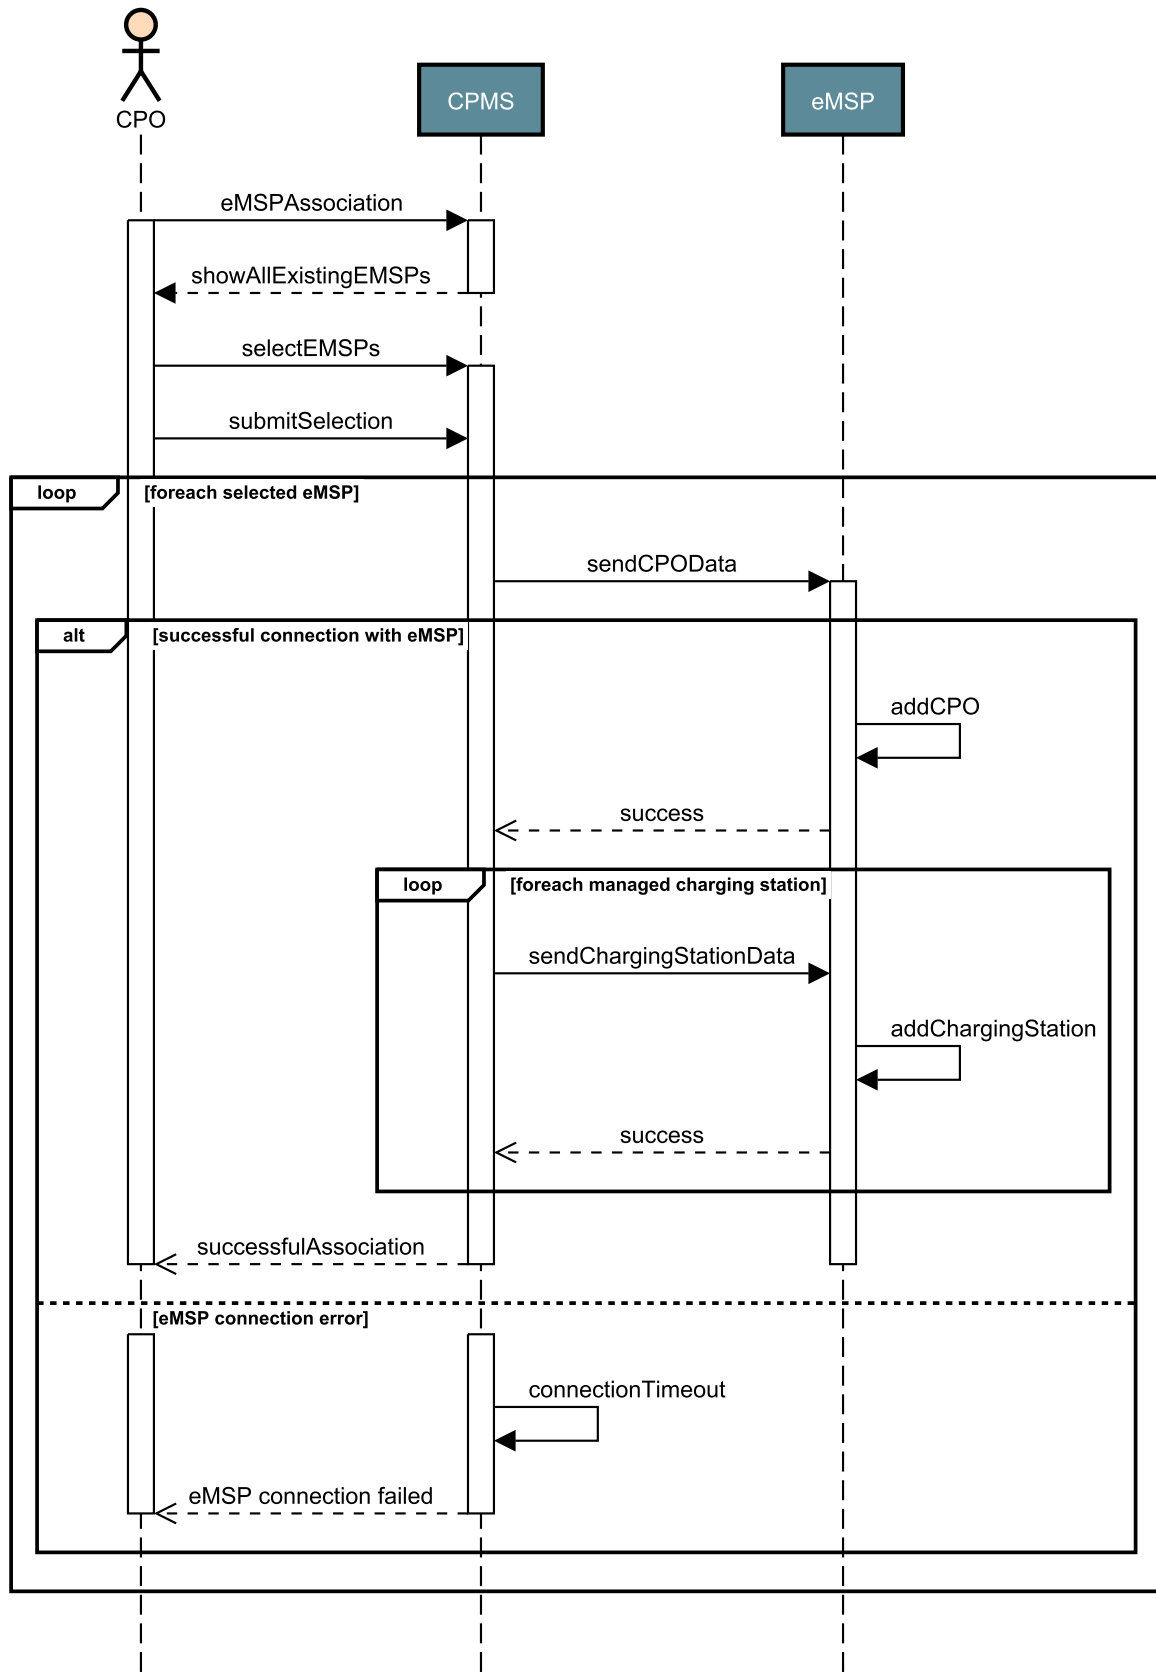 CPO
CPMS
eMSP
eMSPAssociation
showAllExistingEMSPs
selectEMSPs
submitSelection
loop
[foreach selected eMSP]
sendCPOData
alt
[successful connection with eMSP]
addCPO
success
loop
[foreach managed charging station]
sendChargingStationData
addChargingStation
success
successfulAssociation
[eMSP connection error]
connectionTimeout
eMSP connection failed